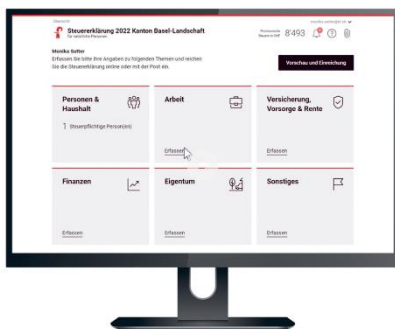 Übersicht
Steuererklärung 2022 Kanton Basel-Landschaft
für natürliche Personen
8'493
Monika Sutter
Erfassen Sie bitte Ihre Angaben zu folgenden Themen und reichen
Sie die Steuererklärung online oder mit der Post ein.
Vorschau und Einreichung
Personen &
Haushalt
1 Steuerpflichtige Person(en)
Arbeit
Erfassen
Versicherung,
Vorsorge & Rente
Erfassen
Finanzen
Erfassen
Eigentum
Erfassen
Sonstiges
Erfassen